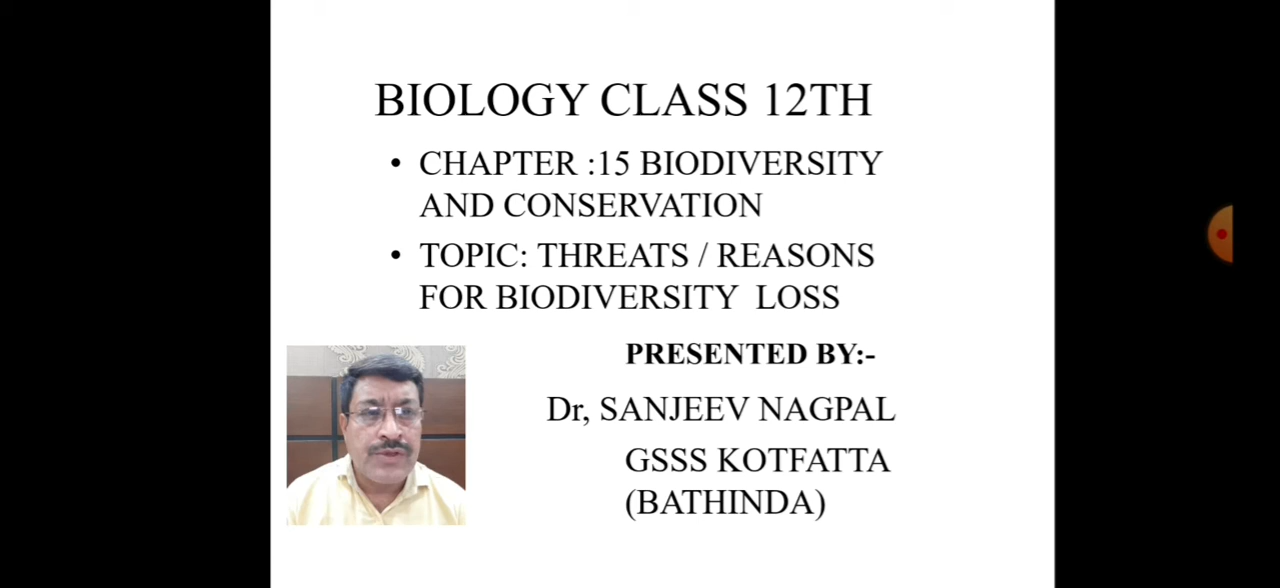 BIOLOGY CLASS 12TH
• CHAPTER :15 BIODIVERSITY
AND CONSERVATION
• TOPIC: THREATS / REASONS
FOR BIODIVERSITY LOSS
PRESENTED BY:-
Dr, SANJEEV NAGPAL
GSSS KOTFATTA
(BATHINDA)